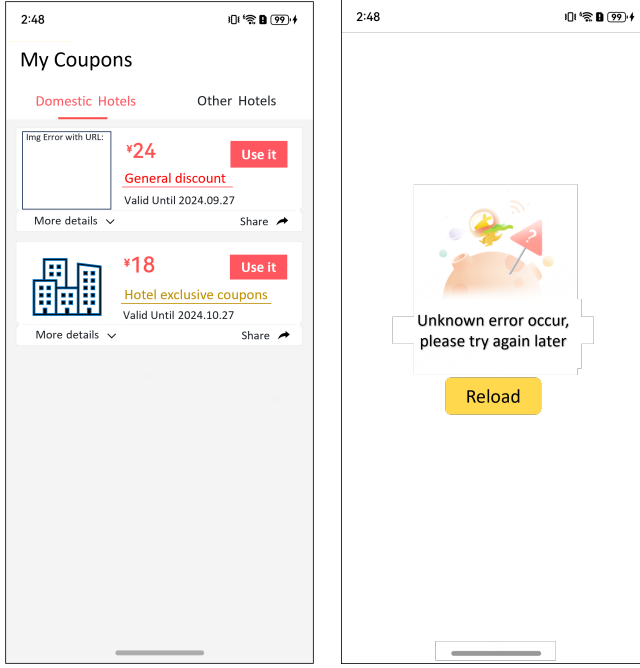 2:48
99
My Coupons
Domestic Hotels
Other Hotels
Img Error with URL:
¥24
Use it
General discount
Valid Until 2024.09.27
More details
Share
¥18
Use it
Hotel exclusive coupons
Valid Until 2024.10.27
More details
Share
2:48
99
?
Unknown error occur,
please try again later
Reload